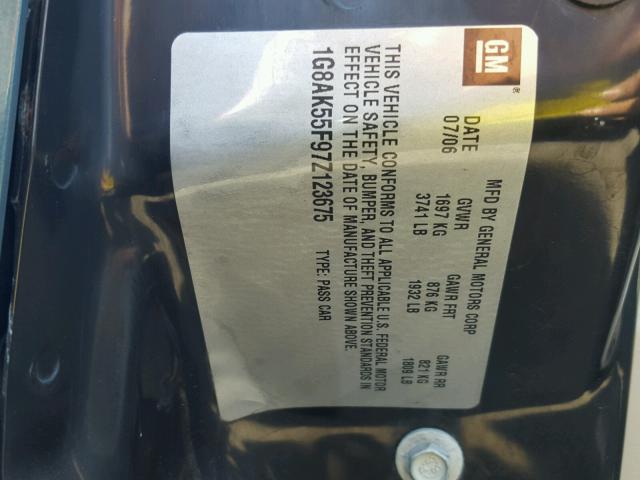 GM®
MFD BY GENERAL MOTORS CORP
DATE GVWR GAWR FRT GAWR RR
07/06 1697 KG 876 KG 821 KG
3741 LB 1932 LB 1809 LB
THIS VEHICLE CONFORMS TO ALL APPLICABLE U.S. FEDERAL MOTOR
VEHICLE SAFETY, BUMPER, AND THEFT PREVENTION STANDARDS IN
EFFECT ON THE DATE OF MANUFACTURE SHOWN ABOVE.
1G8AK55F97Z123675 TYPE: PASS CAR